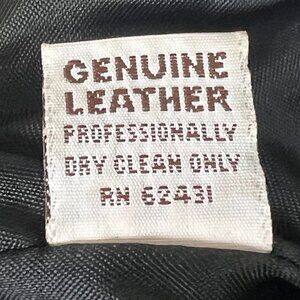 GENUINE
LEATHER
PROFESSIONALLY
DRY CLEAN ONLY
RN 62431